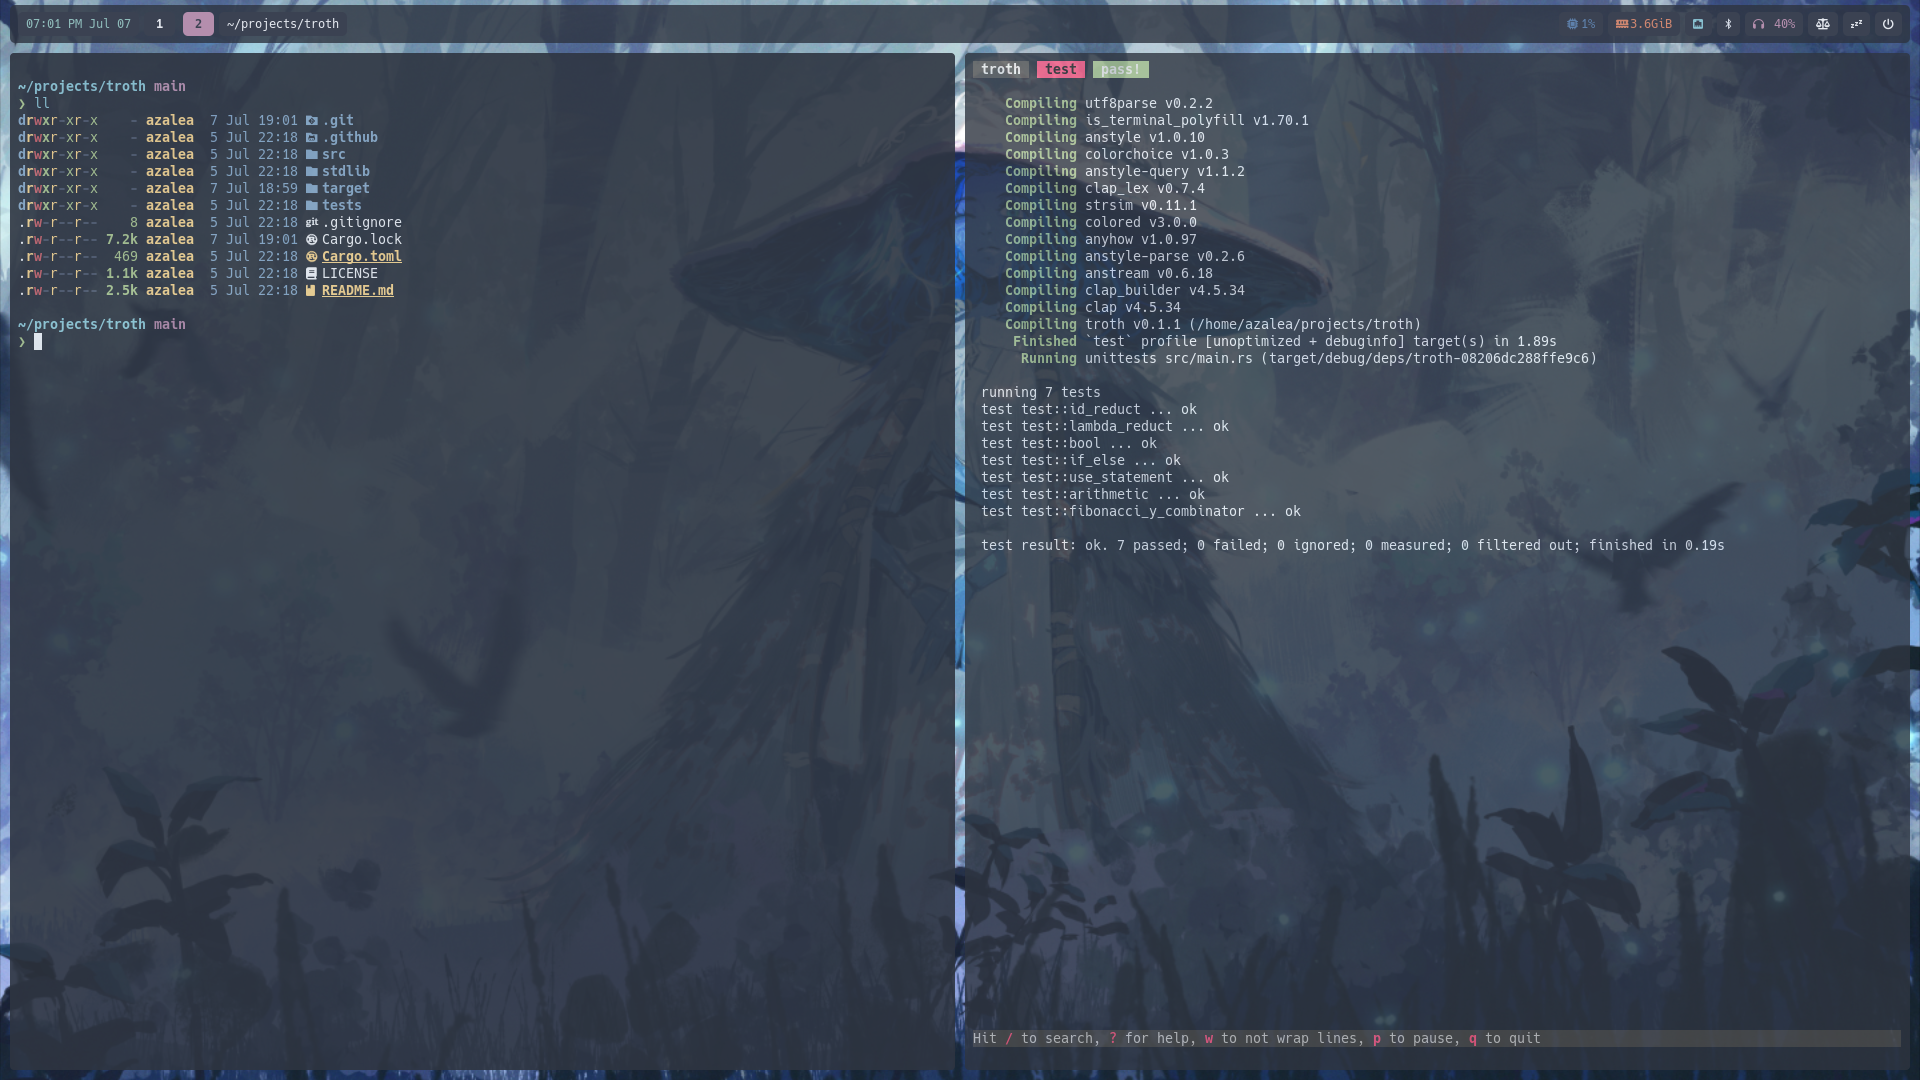 07:01 PM Jul 07 1 2 ~/projects/troth 1% 3.6GiB 40% zzz
~/projects/troth main
❯ ll
drwxr-xr-x - azalea 7 Jul 19:01 .git
drwxr-xr-x - azalea 5 Jul 22:18 .github
drwxr-xr-x - azalea 5 Jul 22:18 src
drwxr-xr-x - azalea 5 Jul 22:18 stdlib
drwxr-xr-x - azalea 7 Jul 18:59 target
drwxr-xr-x - azalea 5 Jul 22:18 tests
.rw-r--r-- 8 azalea 5 Jul 22:18 git .gitignore
.rw-r--r-- 7.2k azalea 7 Jul 19:01 Cargo.lock
.rw-r--r-- 469 azalea 5 Jul 22:18 Cargo.toml
.rw-r--r-- 1.1k azalea 5 Jul 22:18 LICENSE
.rw-r--r-- 2.5k azalea 5 Jul 22:18 README.md
~/projects/troth main
❯
troth test pass!
Compiling utf8parse v0.2.2
Compiling is_terminal_polyfill v1.70.1
Compiling anstyle v1.0.10
Compiling colorchoice v1.0.3
Compiling anstyle-query v1.1.2
Compiling clap_lex v0.7.4
Compiling strsim v0.11.1
Compiling colored v3.0.0
Compiling anyhow v1.0.97
Compiling anstyle-parse v0.2.6
Compiling anstream v0.6.18
Compiling clap_builder v4.5.34
Compiling clap v4.5.34
Compiling troth v0.1.1 (/home/azalea/projects/troth)
Finished `test` profile [unoptimized + debuginfo] target(s) in 1.89s
Running unittests src/main.rs (target/debug/deps/troth-08206dc288ffe9c6)
running 7 tests
test test::id_reduct ... ok
test test::lambda_reduct ... ok
test test::bool ... ok
test test::if_else ... ok
test test::use_statement ... ok
test test::arithmetic ... ok
test test::fibonacci_y_combinator ... ok
test result: ok. 7 passed; 0 failed; 0 ignored; 0 measured; 0 filtered out; finished in 0.19s
Hit / to search, ? for help, w to not wrap lines, p to pause, q to quit